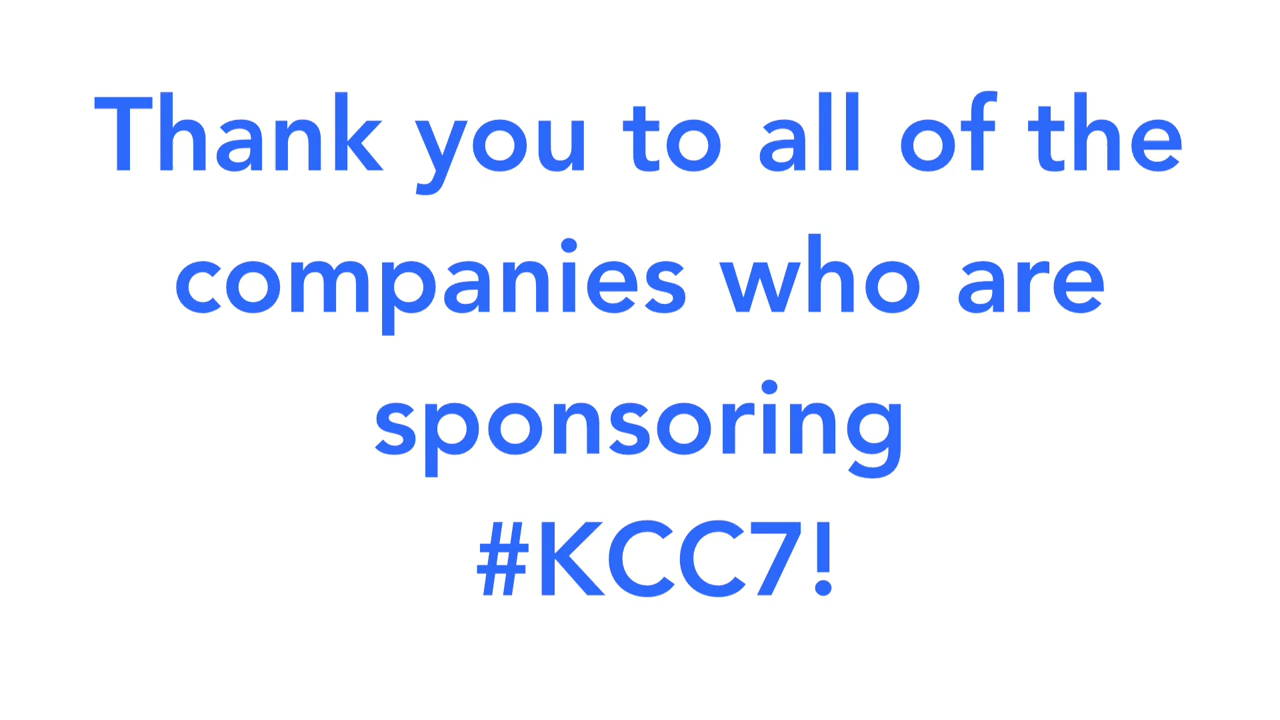 Thank you to all of the
companies who are
sponsoring
#KCC7!